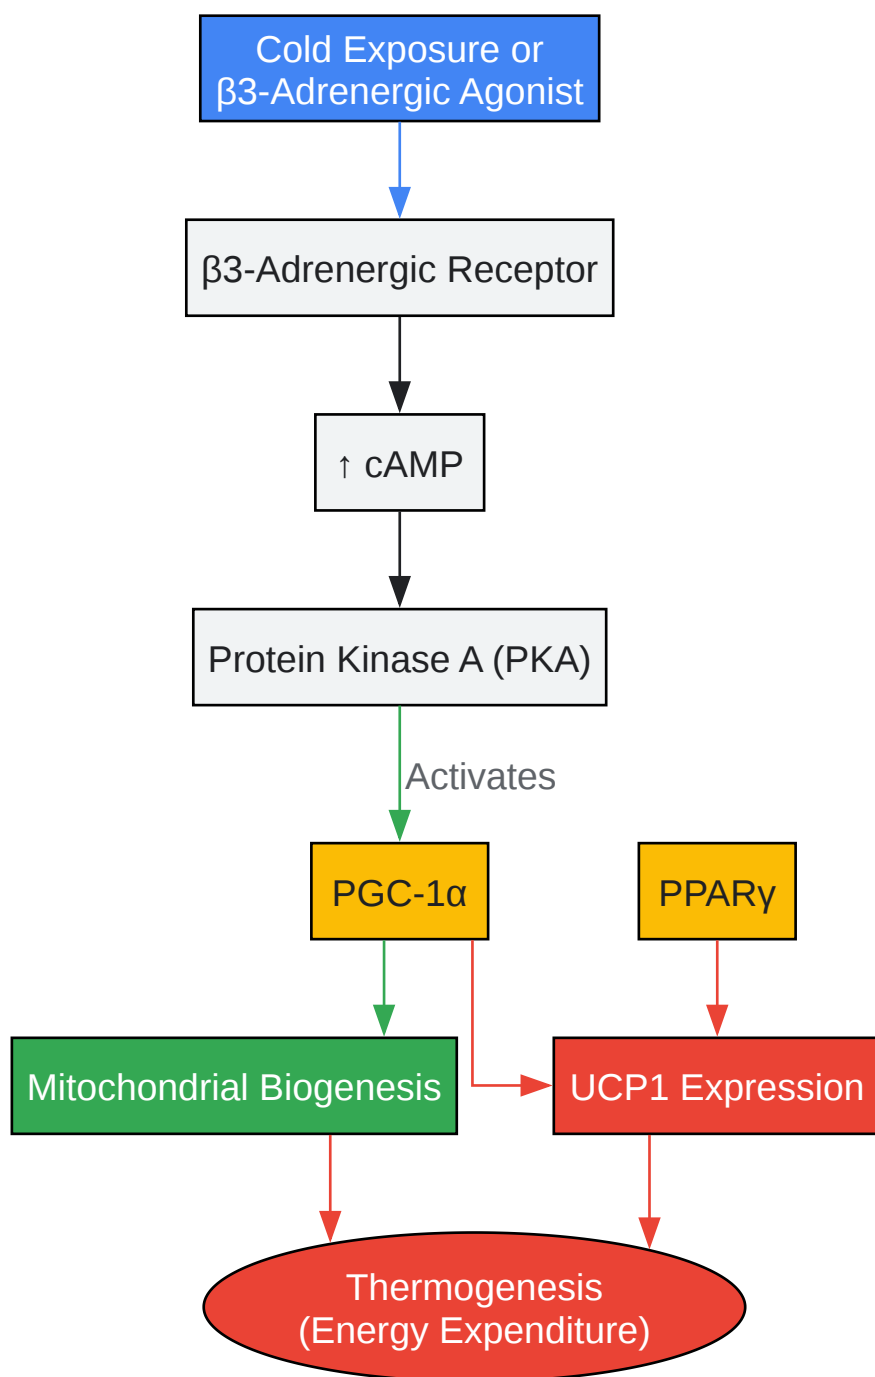 Cold Exposure or
β3-Adrenergic Agonist
β3-Adrenergic Receptor
↑ cAMP
Protein Kinase A (PKA)
Activates
PGC-1α
PPARγ
Mitochondrial Biogenesis
UCP1 Expression
Thermogenesis
(Energy Expenditure)